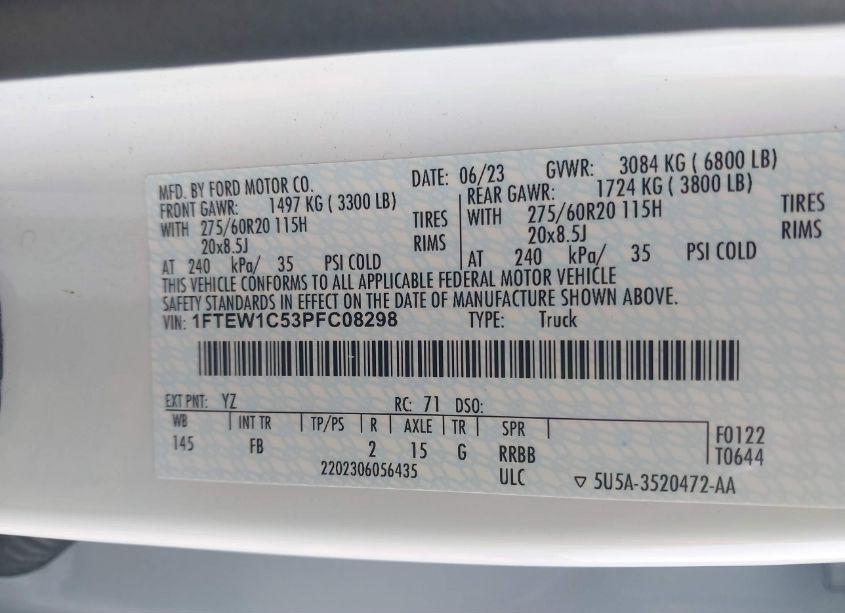 MFD. BY FORD MOTOR CO. DATE: 06/23 GVWR: 3084 KG ( 6800 LB)
FRONT GAWR: 1497 KG ( 3300 LB) REAR GAWR: 1724 KG ( 3800 LB)
WITH 275/60R20 115H TIRES WITH 275/60R20 115H TIRES
20x8.5J RIMS 20x8.5J RIMS
AT 240 kPa/ 35 PSI COLD AT 240 kPa/ 35 PSI COLD
THIS VEHICLE CONFORMS TO ALL APPLICABLE FEDERAL MOTOR VEHICLE
SAFETY STANDARDS IN EFFECT ON THE DATE OF MANUFACTURE SHOWN ABOVE.
VIN: 1FTEW1C53PFC08298 TYPE: Truck
EXT PNT: YZ RC: 71 DSO:
WB INT TR TP/PS R AXLE TR SPR F0122
145 FB 2 15 G RRBB T0644
2202306056435 ULC ▽ 5U5A-3520472-AA